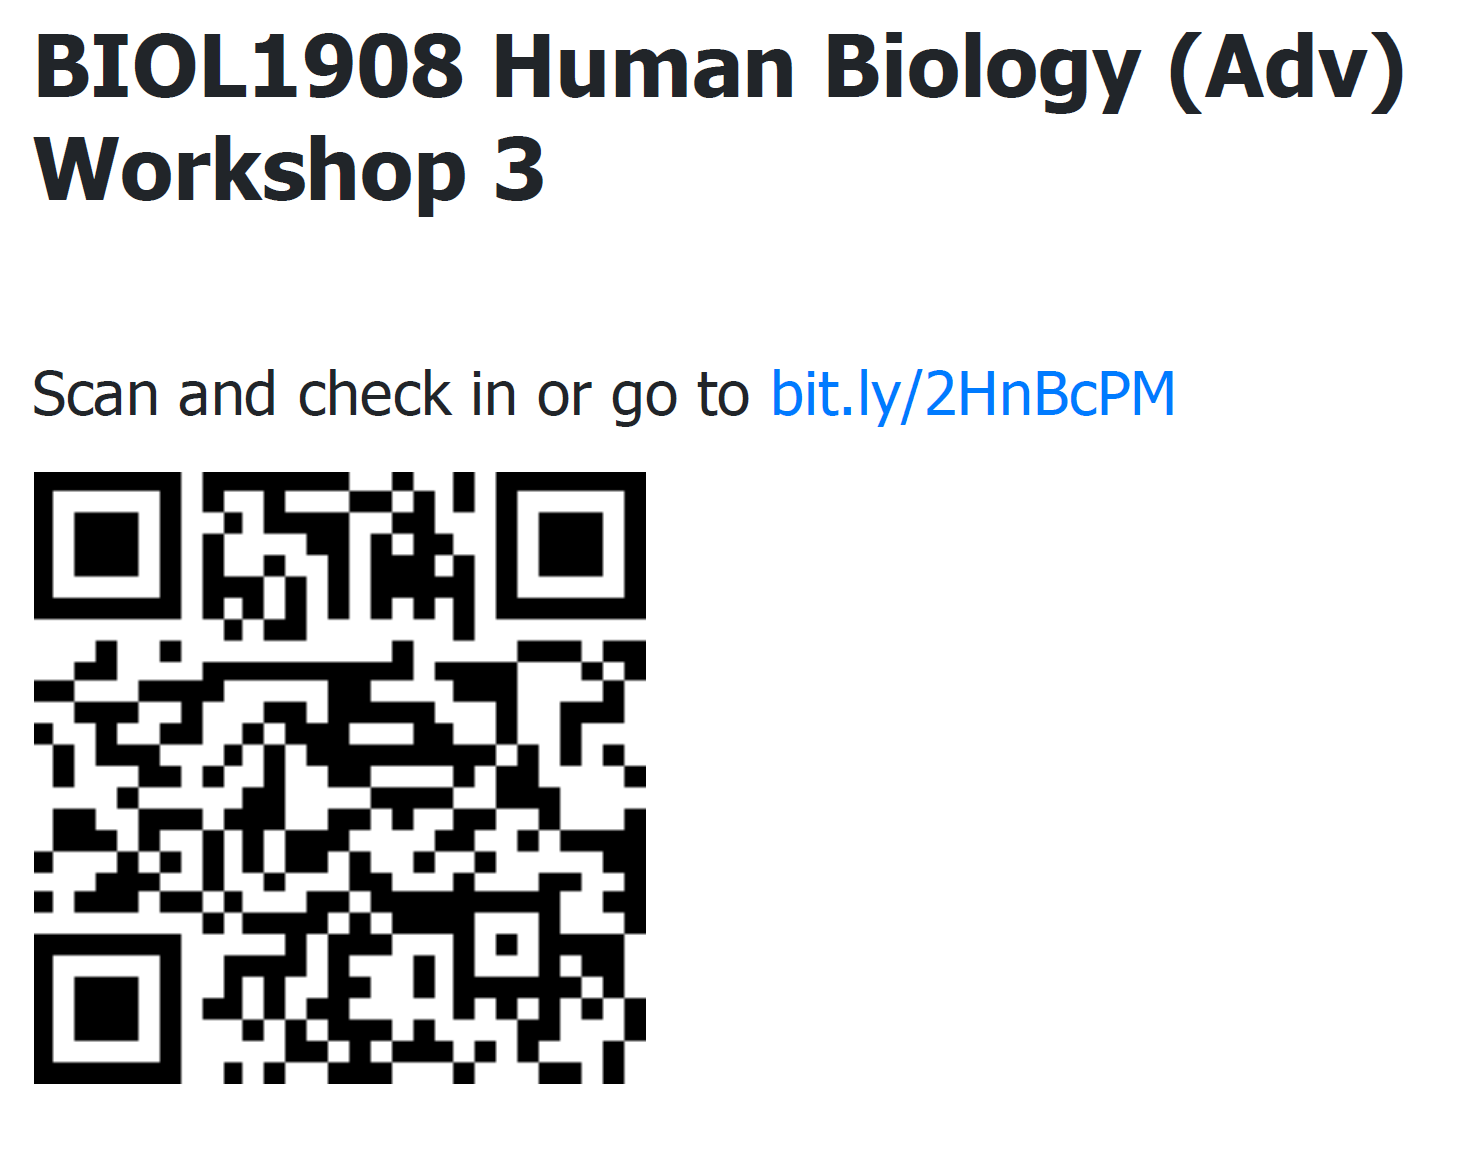 BIOL1908 Human Biology (Adv)
Workshop 3
Scan and check in or go to bit.ly/2HnBcPM